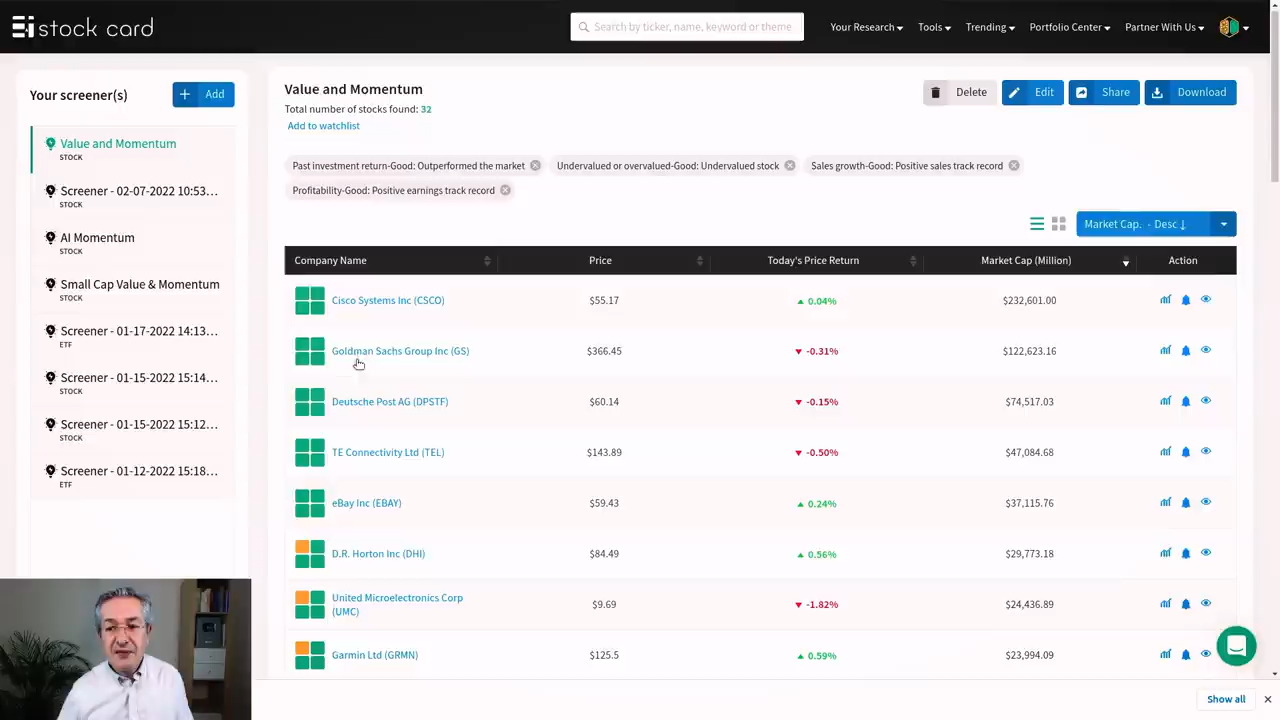 stock card
Search by ticker, name, keyword or theme
Your Research
Tools
Trending
Portfolio Center
Partner With Us
Your screener(s)
+ Add
Value and Momentum
STOCK
Screener - 02-07-2022 10:53...
STOCK
AI Momentum
STOCK
Small Cap Value & Momentum
STOCK
Screener - 01-17-2022 14:13...
ETF
Screener - 01-15-2022 15:14...
STOCK
Screener - 01-15-2022 15:12...
STOCK
Screener - 01-12-2022 15:18...
ETF
Value and Momentum
Total number of stocks found: 32
Add to watchlist
Delete
Edit
Share
Download
Past investment return-Good: Outperformed the market
Undervalued or overvalued-Good: Undervalued stock
Sales growth-Good: Positive sales track record
Profitability-Good: Positive earnings track record
Market Cap. - Desc ↓
Company Name Price Today's Price Return Market Cap (Million) Action
Cisco Systems Inc (CSCO) $55.17 0.04% $232,601.00
Goldman Sachs Group Inc (GS) $366.45 -0.31% $122,623.16
Deutsche Post AG (DPSTF) $60.14 -0.15% $74,517.03
TE Connectivity Ltd (TEL) $143.89 -0.50% $47,084.68
eBay Inc (EBAY) $59.43 0.24% $37,115.76
D.R. Horton Inc (DHI) $84.49 0.56% $29,773.18
United Microelectronics Corp
(UMC) $9.69 -1.82% $24,436.89
Garmin Ltd (GRMN) $125.5 0.59% $23,994.09
Show all